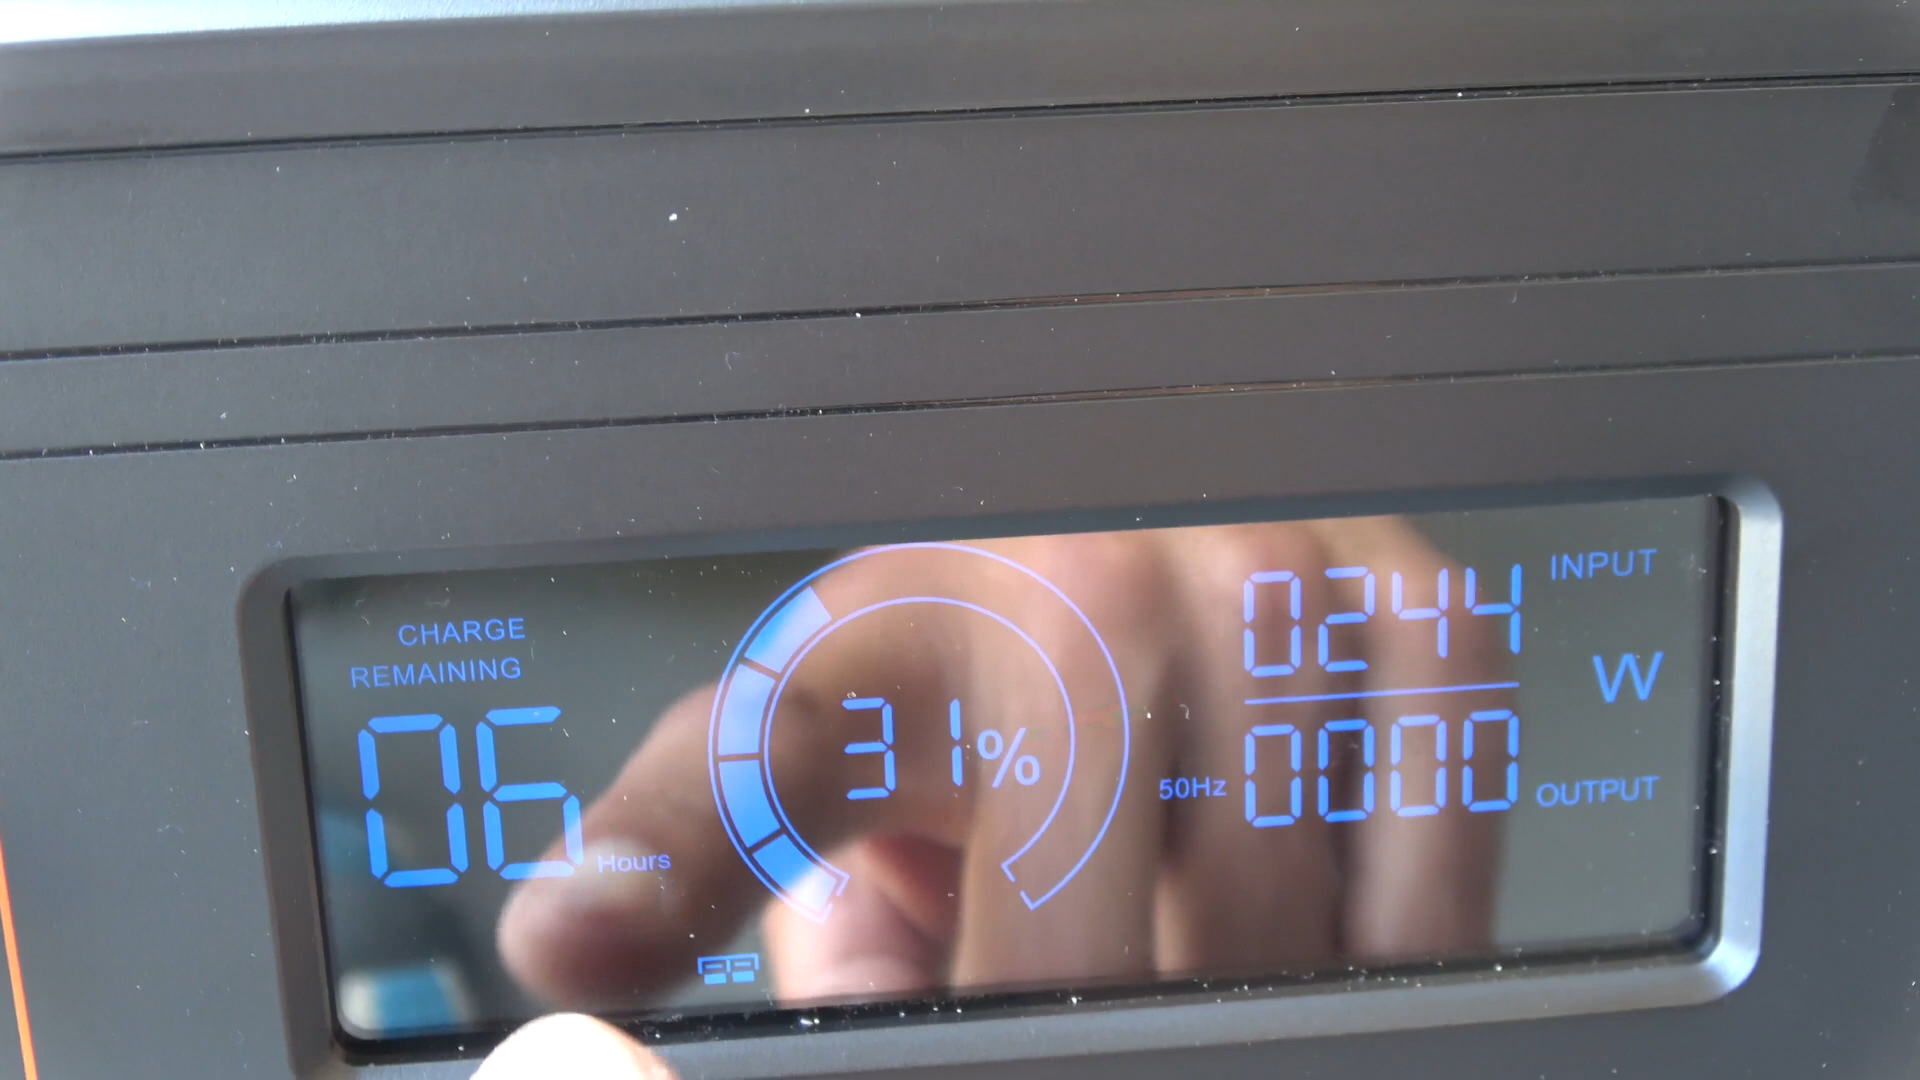 CHARGE
REMAINING
06 Hours
31%
0244 INPUT
W
50Hz 0000 OUTPUT